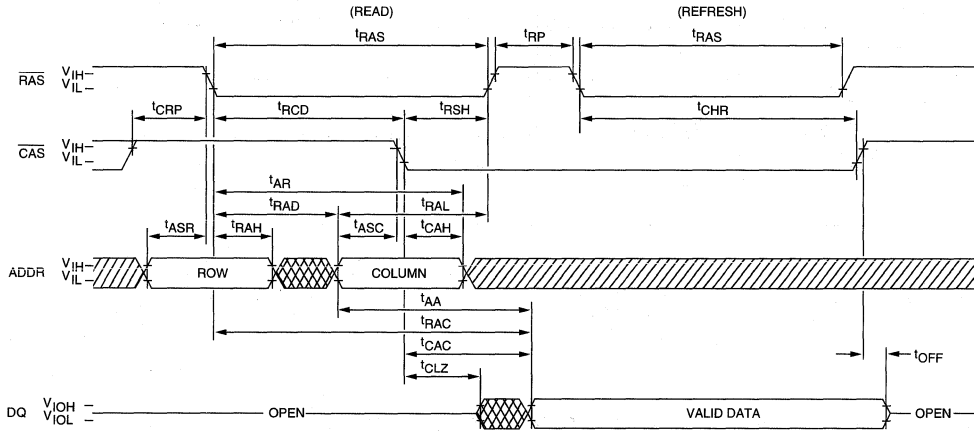 (READ) (REFRESH)
tRAS tRP tRAS
RAS VIH VIL
tCRP tRCD tRSH tCHR
CAS VIH VIL
tAR
tRAD tRAL
tASR tRAH tASC tCAH
ADDR VIH VIL ROW COLUMN
tAA
tRAC
tCAC
tCLZ tOFF
DQ VIOH VIOL OPEN VALID DATA OPEN